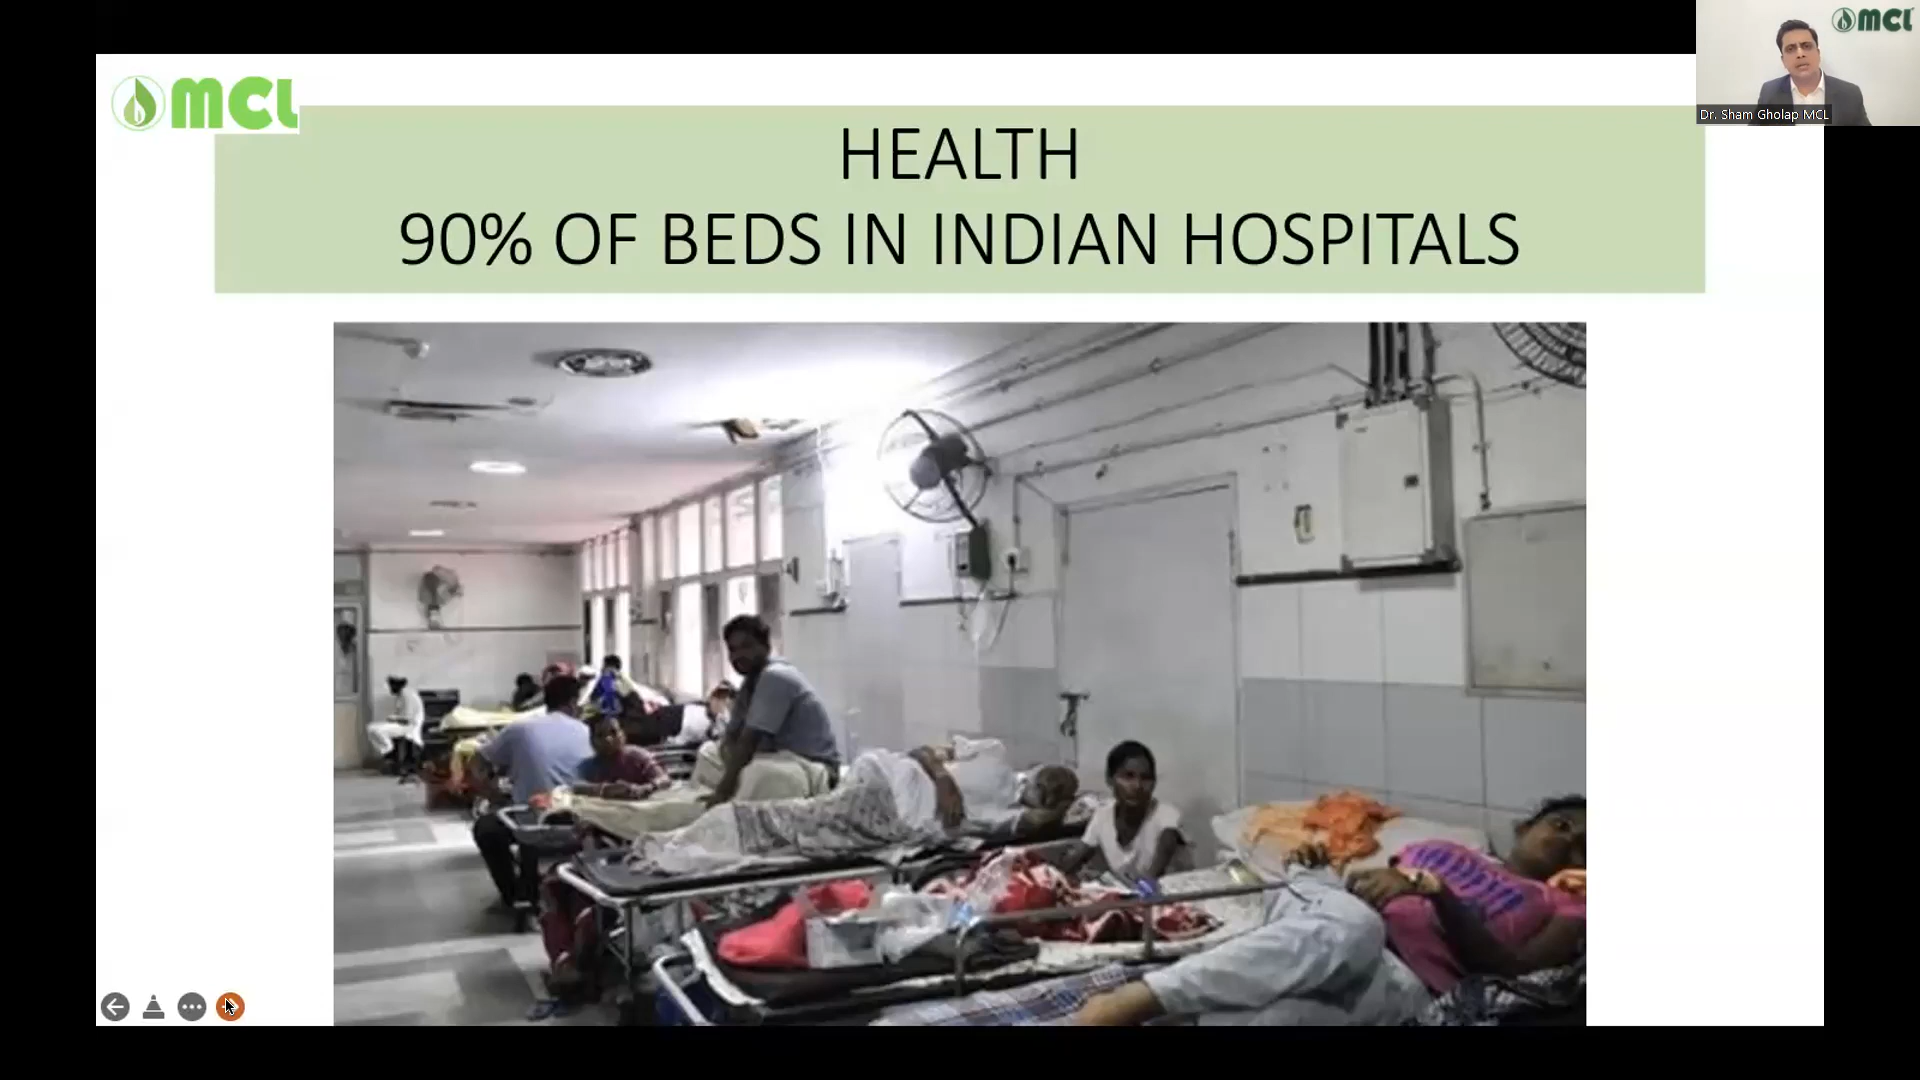 MCL
HEALTH
90% OF BEDS IN INDIAN HOSPITALS
MCL
Dr. Sham Gholap MCL